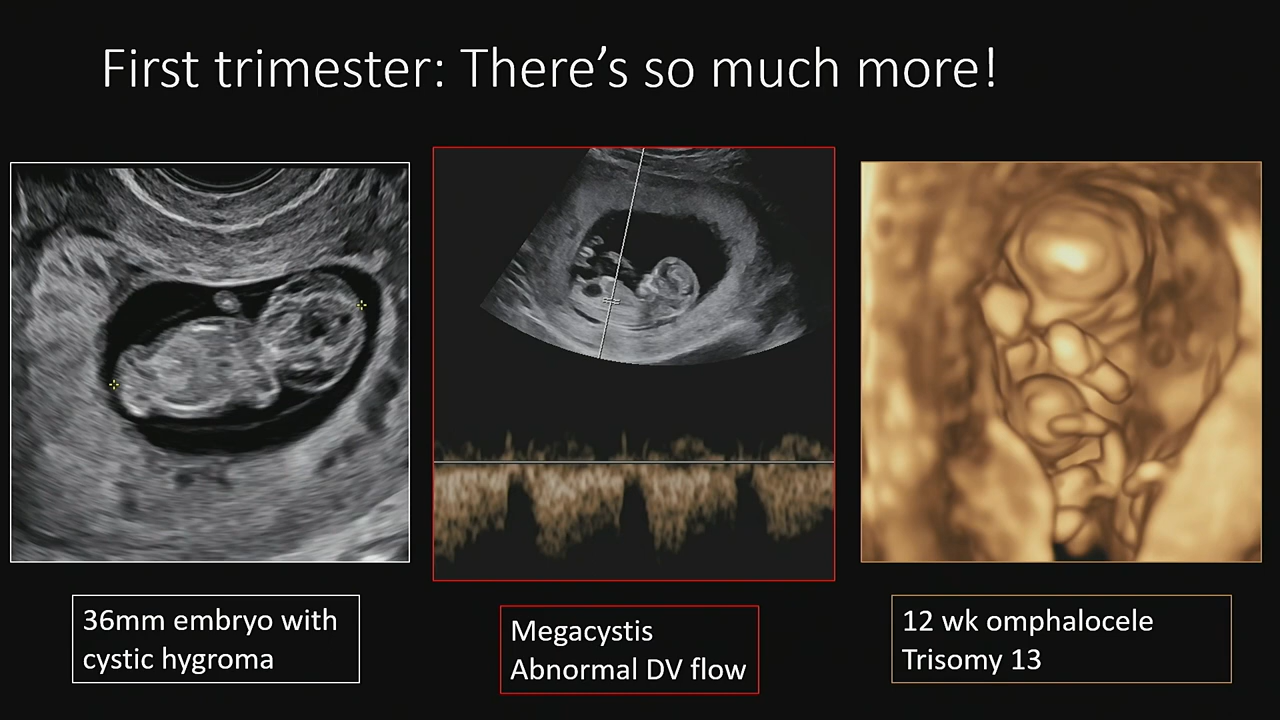 First trimester: There’s so much more!
36mm embryo with
cystic hygroma
Megacystis
Abnormal DV flow
12 wk omphalocele
Trisomy 13